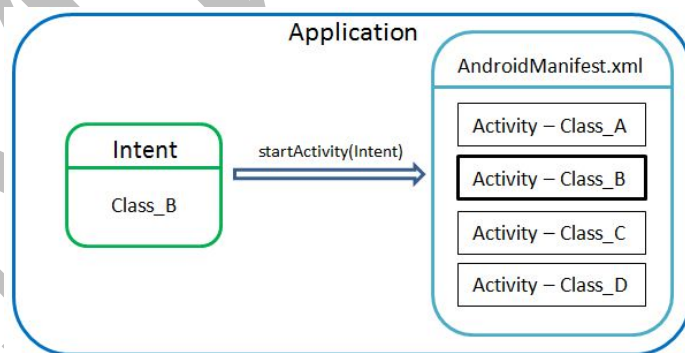 Application
AndroidManifest.xml
Intent
Class_B
startActivity(Intent)
Activity – Class_A
Activity – Class_B
Activity – Class_C
Activity – Class_D